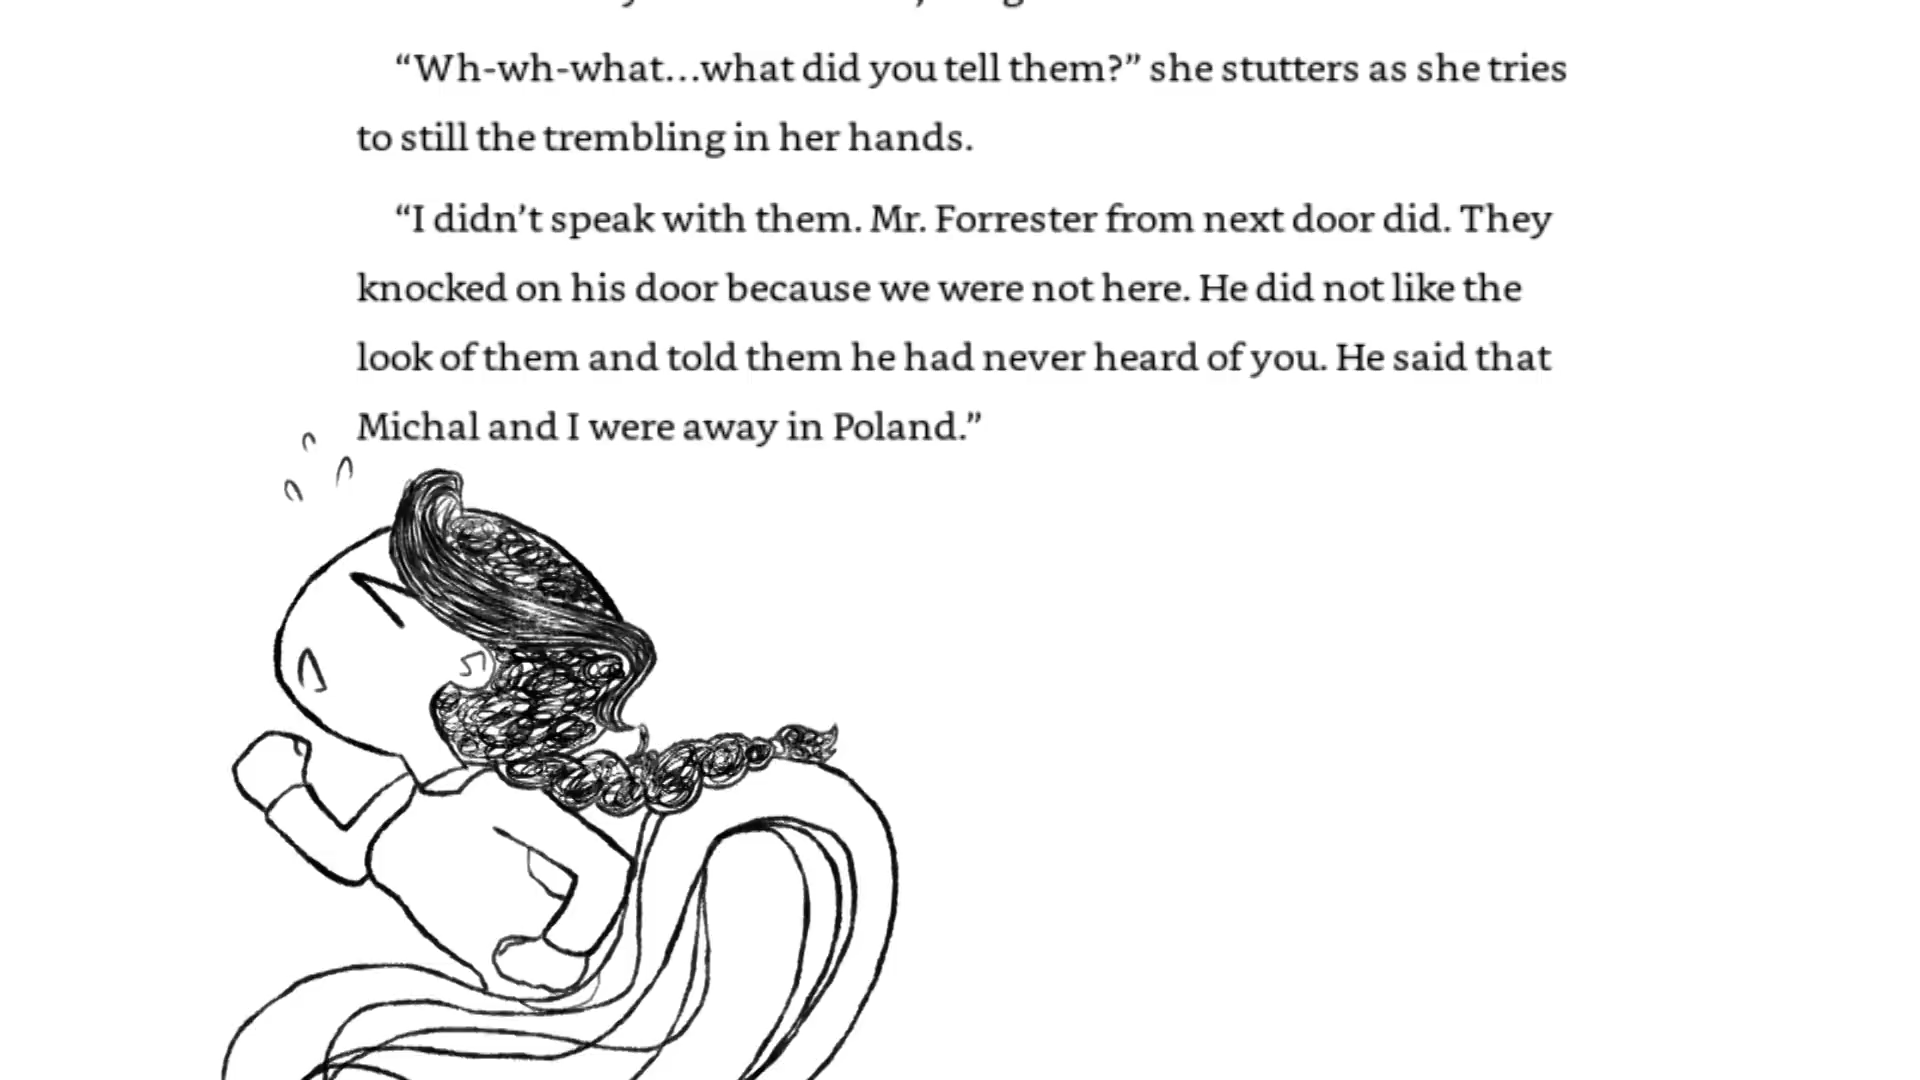 “Wh-wh-what…what did you tell them?” she stutters as she tries
to still the trembling in her hands.
“I didn’t speak with them. Mr. Forrester from next door did. They
knocked on his door because we were not here. He did not like the
look of them and told them he had never heard of you. He said that
Michal and I were away in Poland.”